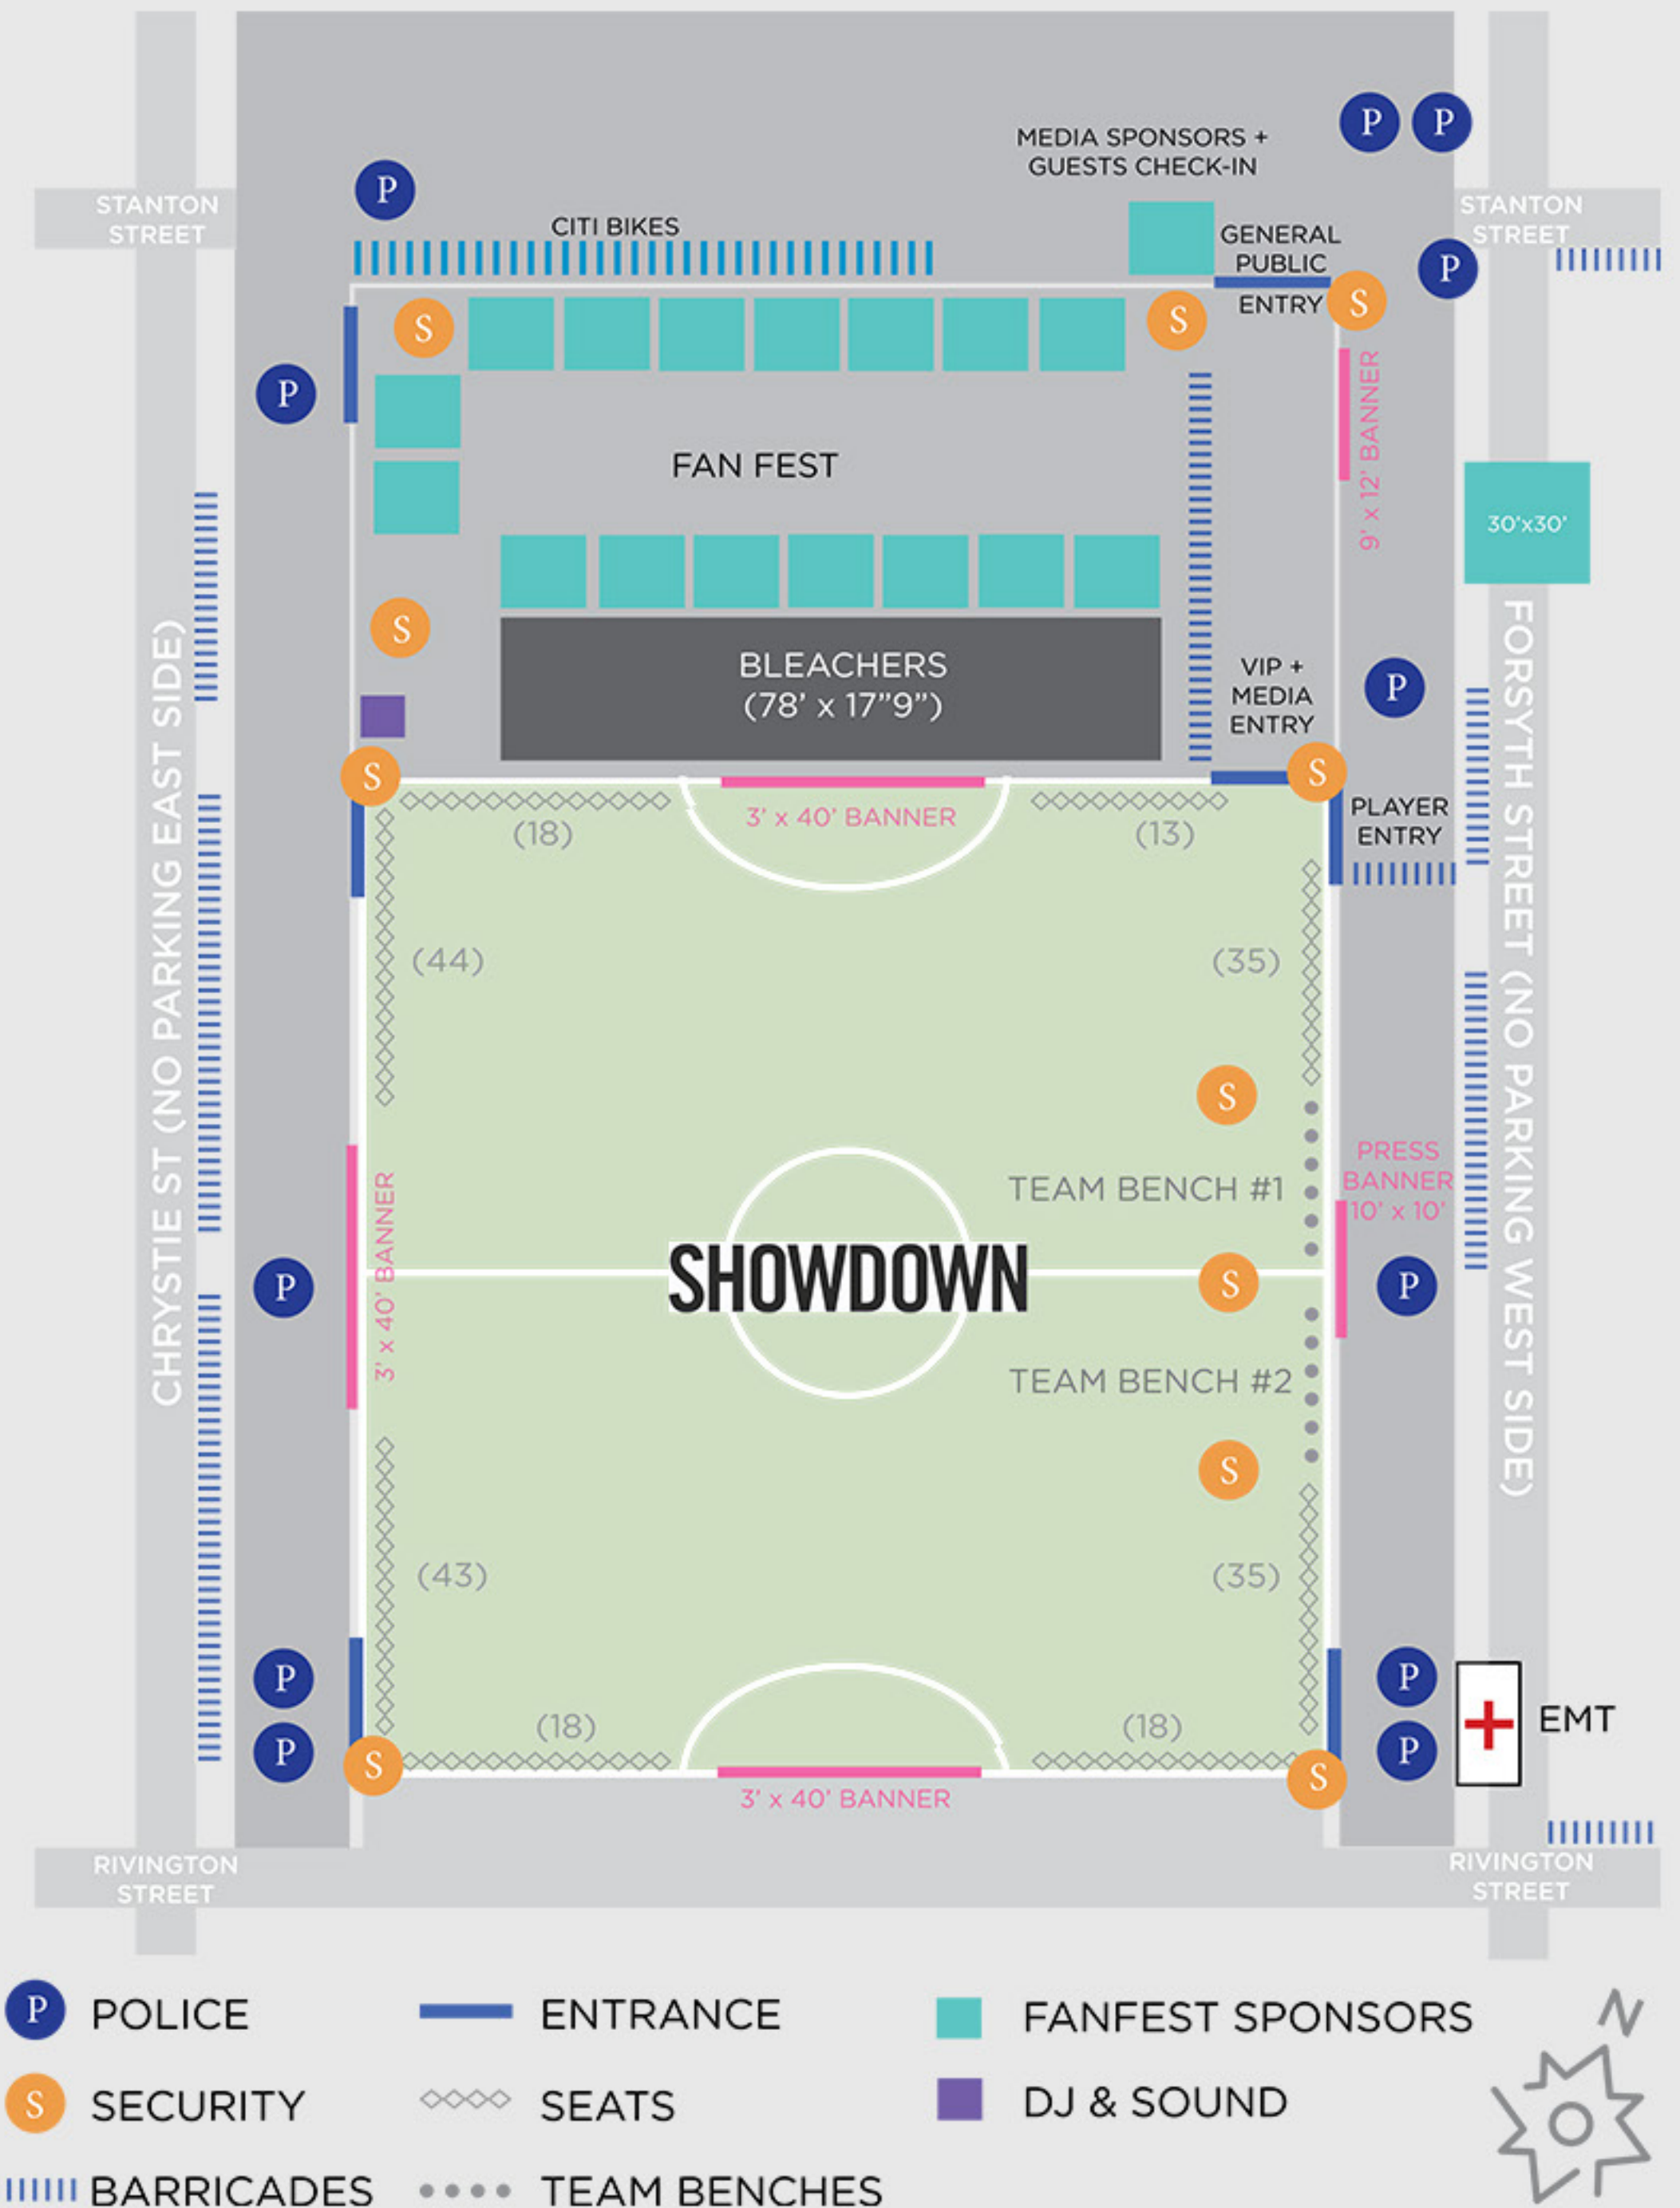 P P
MEDIA SPONSORS +
GUESTS CHECK-IN
P
STANTON
STREET
CITI BIKES
GENERAL
PUBLIC
ENTRY
STANTON
STREET
P
S
S
S
P
9' x 12' BANNER
FAN FEST
30'x30'
S
BLEACHERS
(78' x 17”9”)
VIP +
MEDIA
ENTRY
P
S
S
3' x 40' BANNER
PLAYER
ENTRY
(18)
(13)
CHRYSTIE ST (NO PARKING EAST SIDE)
FORSYTH STREET (NO PARKING WEST SIDE)
(44)
(35)
S
TEAM BENCH #1
PRESS
BANNER
10' x 10'
3' x 40' BANNER
P
SHOWDOWN
S
P
TEAM BENCH #2
S
(43)
(35)
P
P
(18)
(18)
P
P
EMT
S
S
3' x 40' BANNER
RIVINGTON
STREET
RIVINGTON
STREET
P POLICE
ENTRANCE
FANFEST SPONSORS
S SECURITY
SEATS
DJ & SOUND
BARRICADES
TEAM BENCHES
N